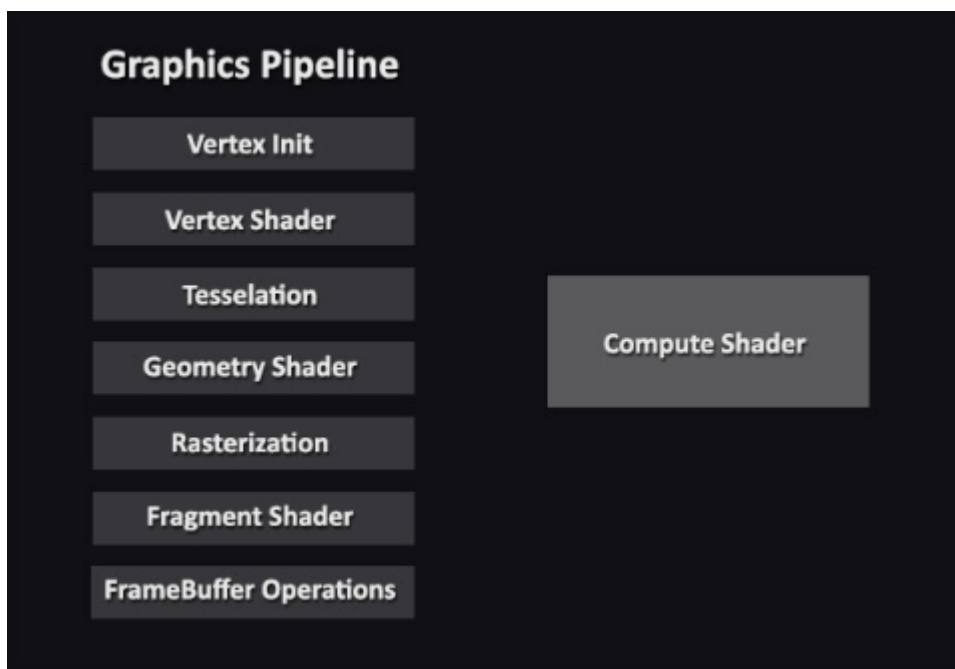 Graphics Pipeline
Vertex Init
Vertex Shader
Tesselation
Geometry Shader
Rasterization
Fragment Shader
FrameBuffer Operations
Compute Shader